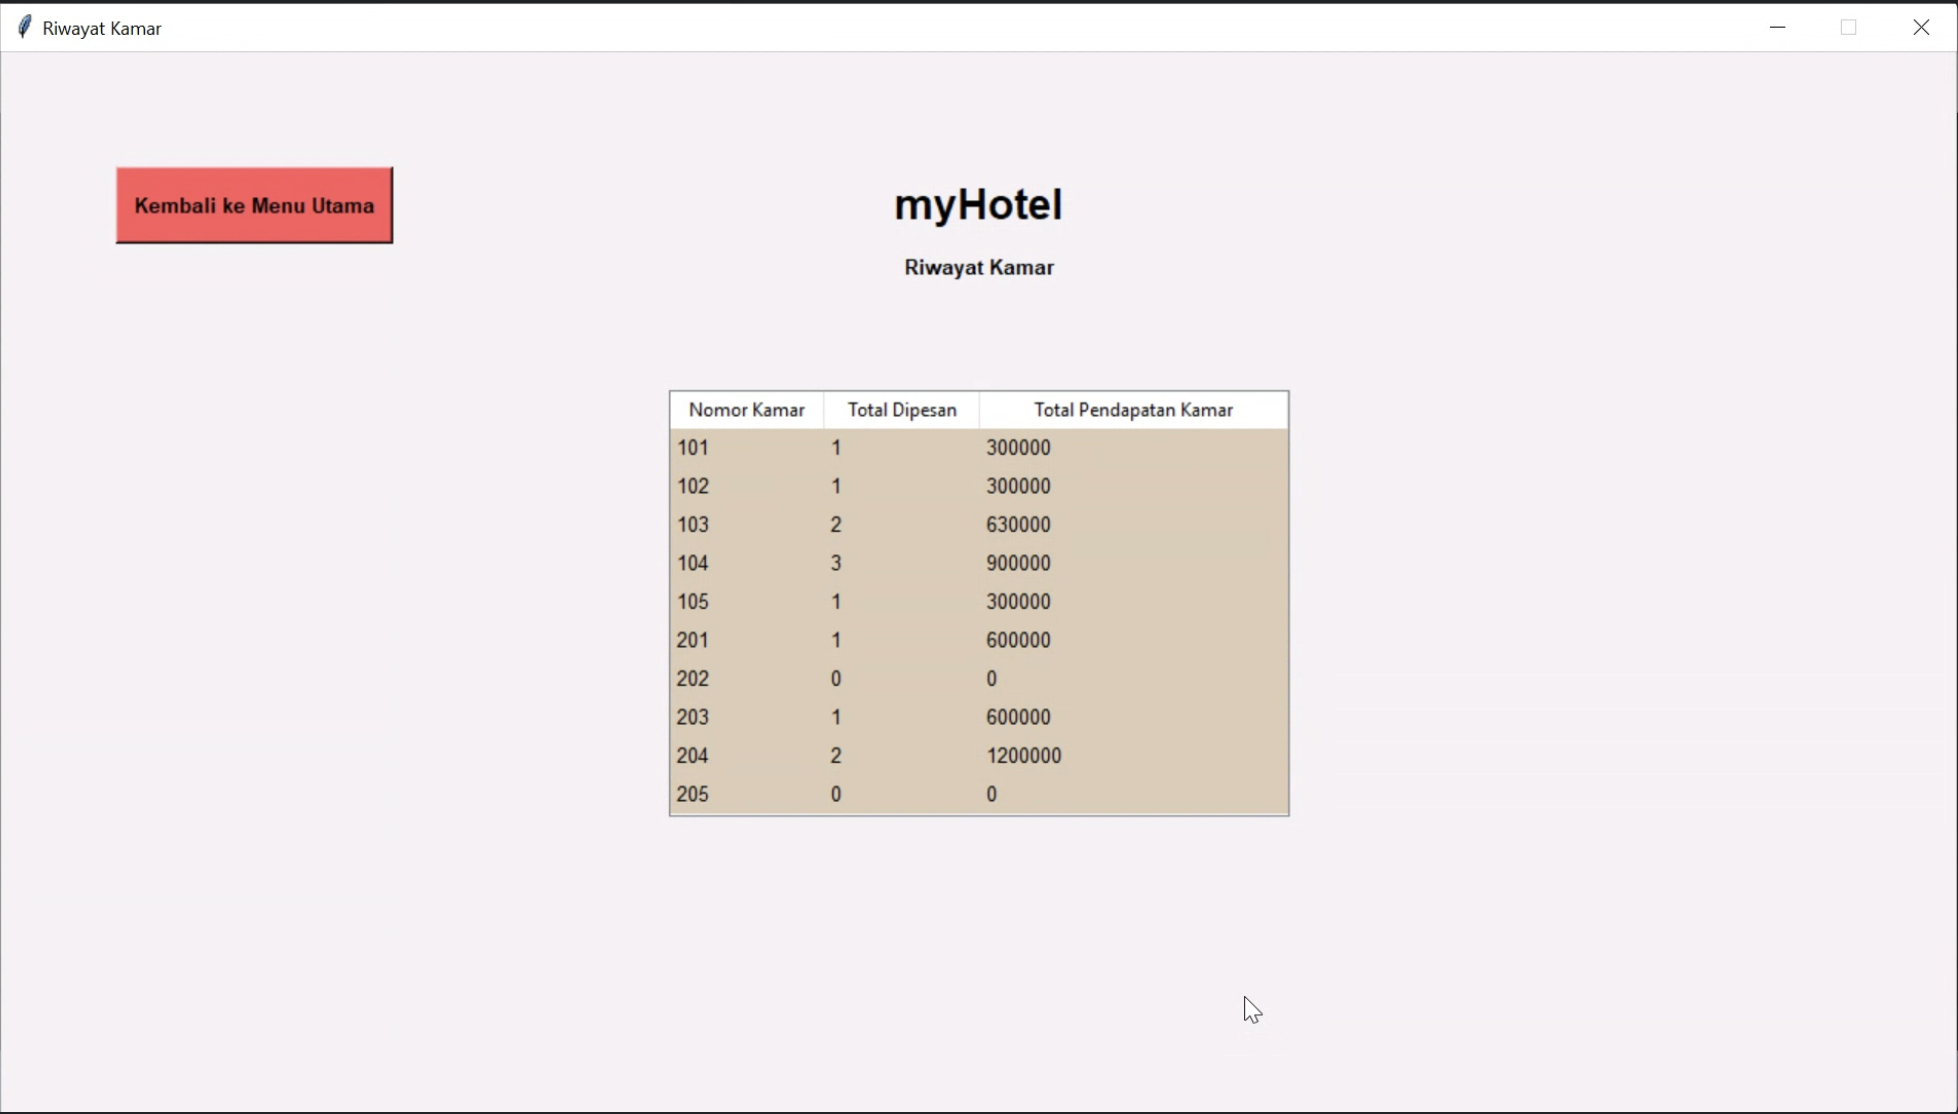 Riwayat Kamar
Kembali ke Menu Utama
myHotel
Riwayat Kamar
Nomor Kamar Total Dipesan Total Pendapatan Kamar
101 1 300000
102 1 300000
103 2 630000
104 3 900000
105 1 300000
201 1 600000
202 0 0
203 1 600000
204 2 1200000
205 0 0